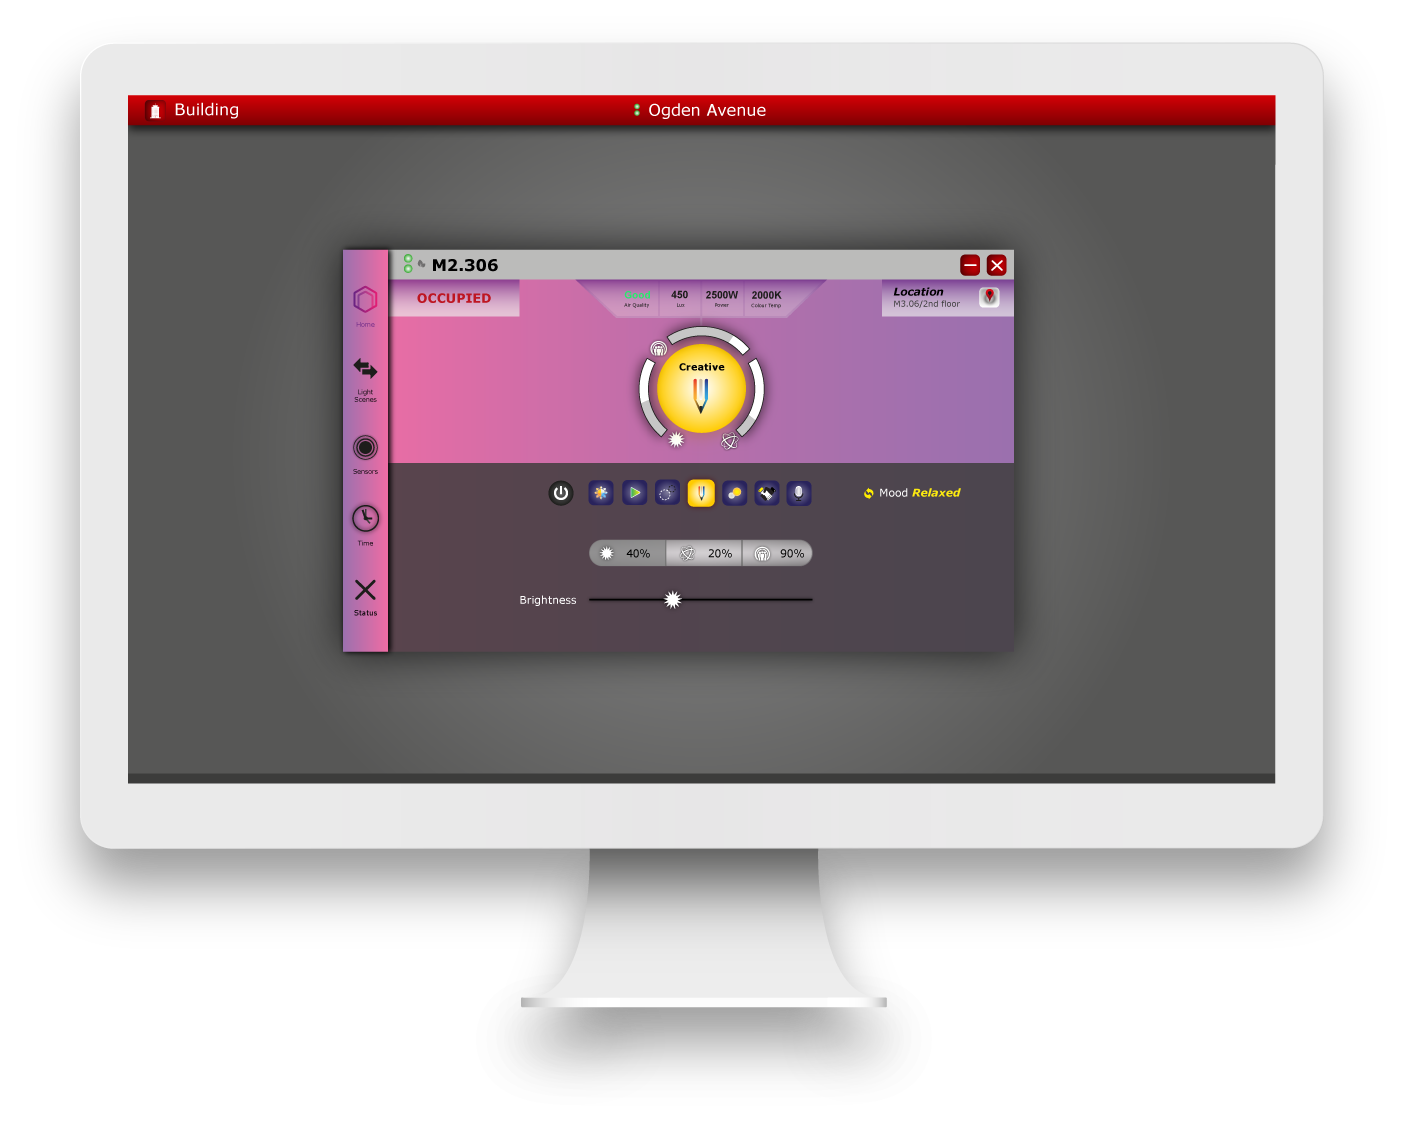 Building
Ogden Avenue
M2.306
OCCUPIED
Good
Air Quality
450
Lux
2500W
Power
2000K
Colour Temp
Location
M3.06/2nd floor
Home
Creative
Light
Scenes
Sensors
Mood Relaxed
Time
40%
20%
90%
Brightness
Status